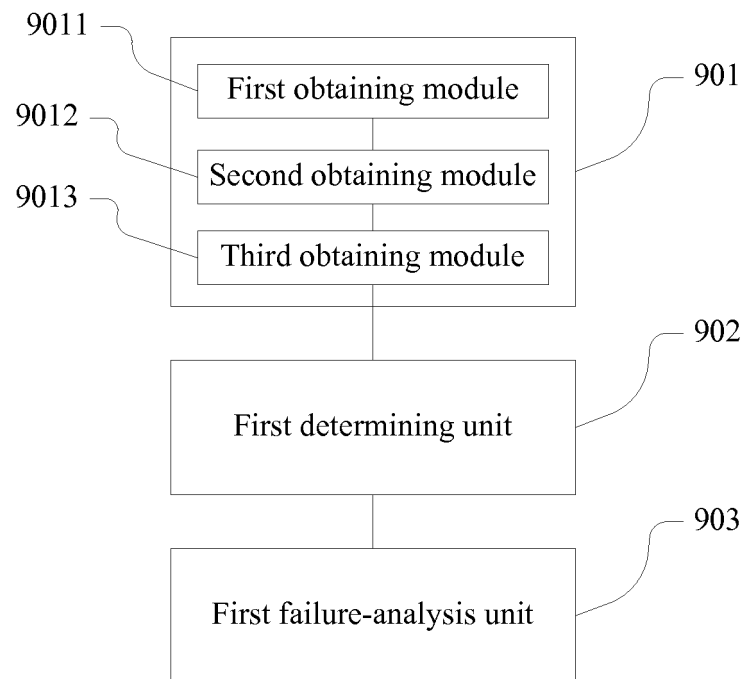 9011
First obtaining module
901
9012
Second obtaining module
9013
Third obtaining module
902
First determining unit
903
First failure-analysis unit